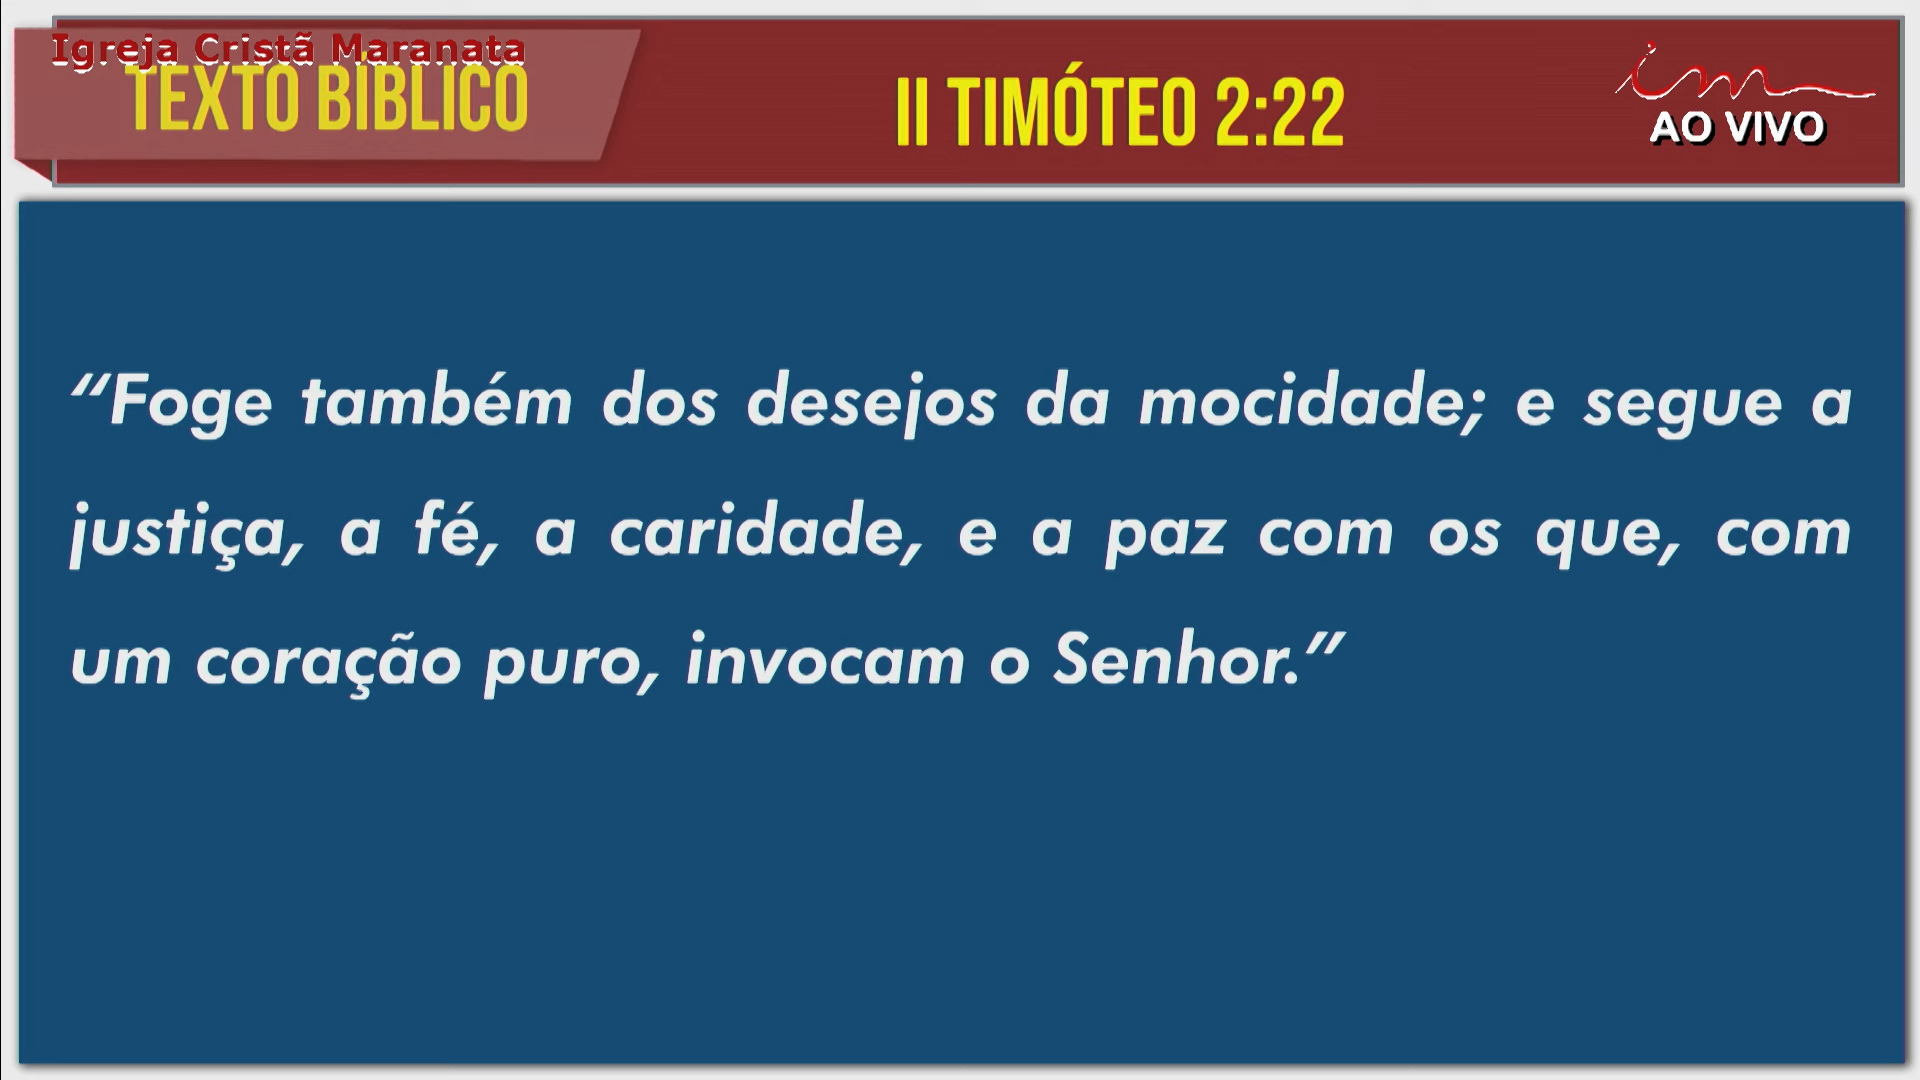 Igreja Cristã Maranata
TEXTO BÍBLICO
II TIMÓTEO 2:22
im
AO VIVO
“Foge também dos desejos da mocidade; e segue a
justiça, a fé, a caridade, e a paz com os que, com
um coração puro, invocam o Senhor.”